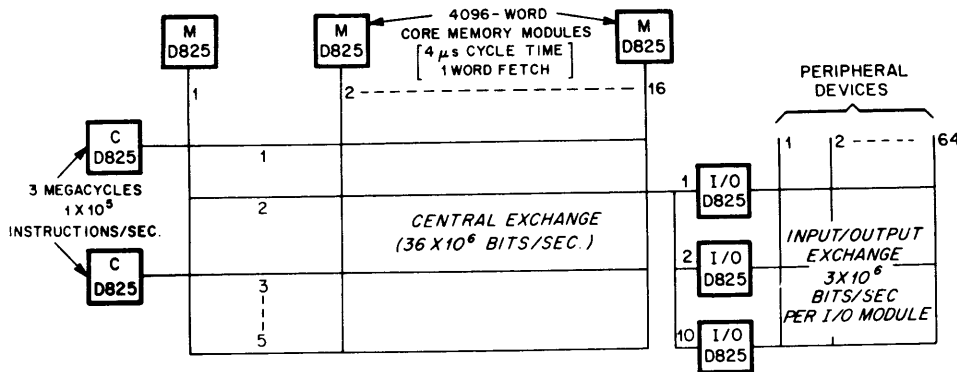 M
D825
M
D825
4096-WORD
CORE MEMORY MODULES
[4 μs CYCLE TIME
1 WORD FETCH]
M
D825
1
2
16
PERIPHERAL
DEVICES
1
2
64
C
D825
1
3 MEGACYCLES
1 X 10⁵
INSTRUCTIONS/SEC.
2
CENTRAL EXCHANGE
(36 X 10⁶ BITS/SEC.)
C
D825
3
5
1
I/O
D825
2
I/O
D825
10
I/O
D825
INPUT/OUTPUT
EXCHANGE
3X10⁶
BITS/SEC
PER I/O MODULE